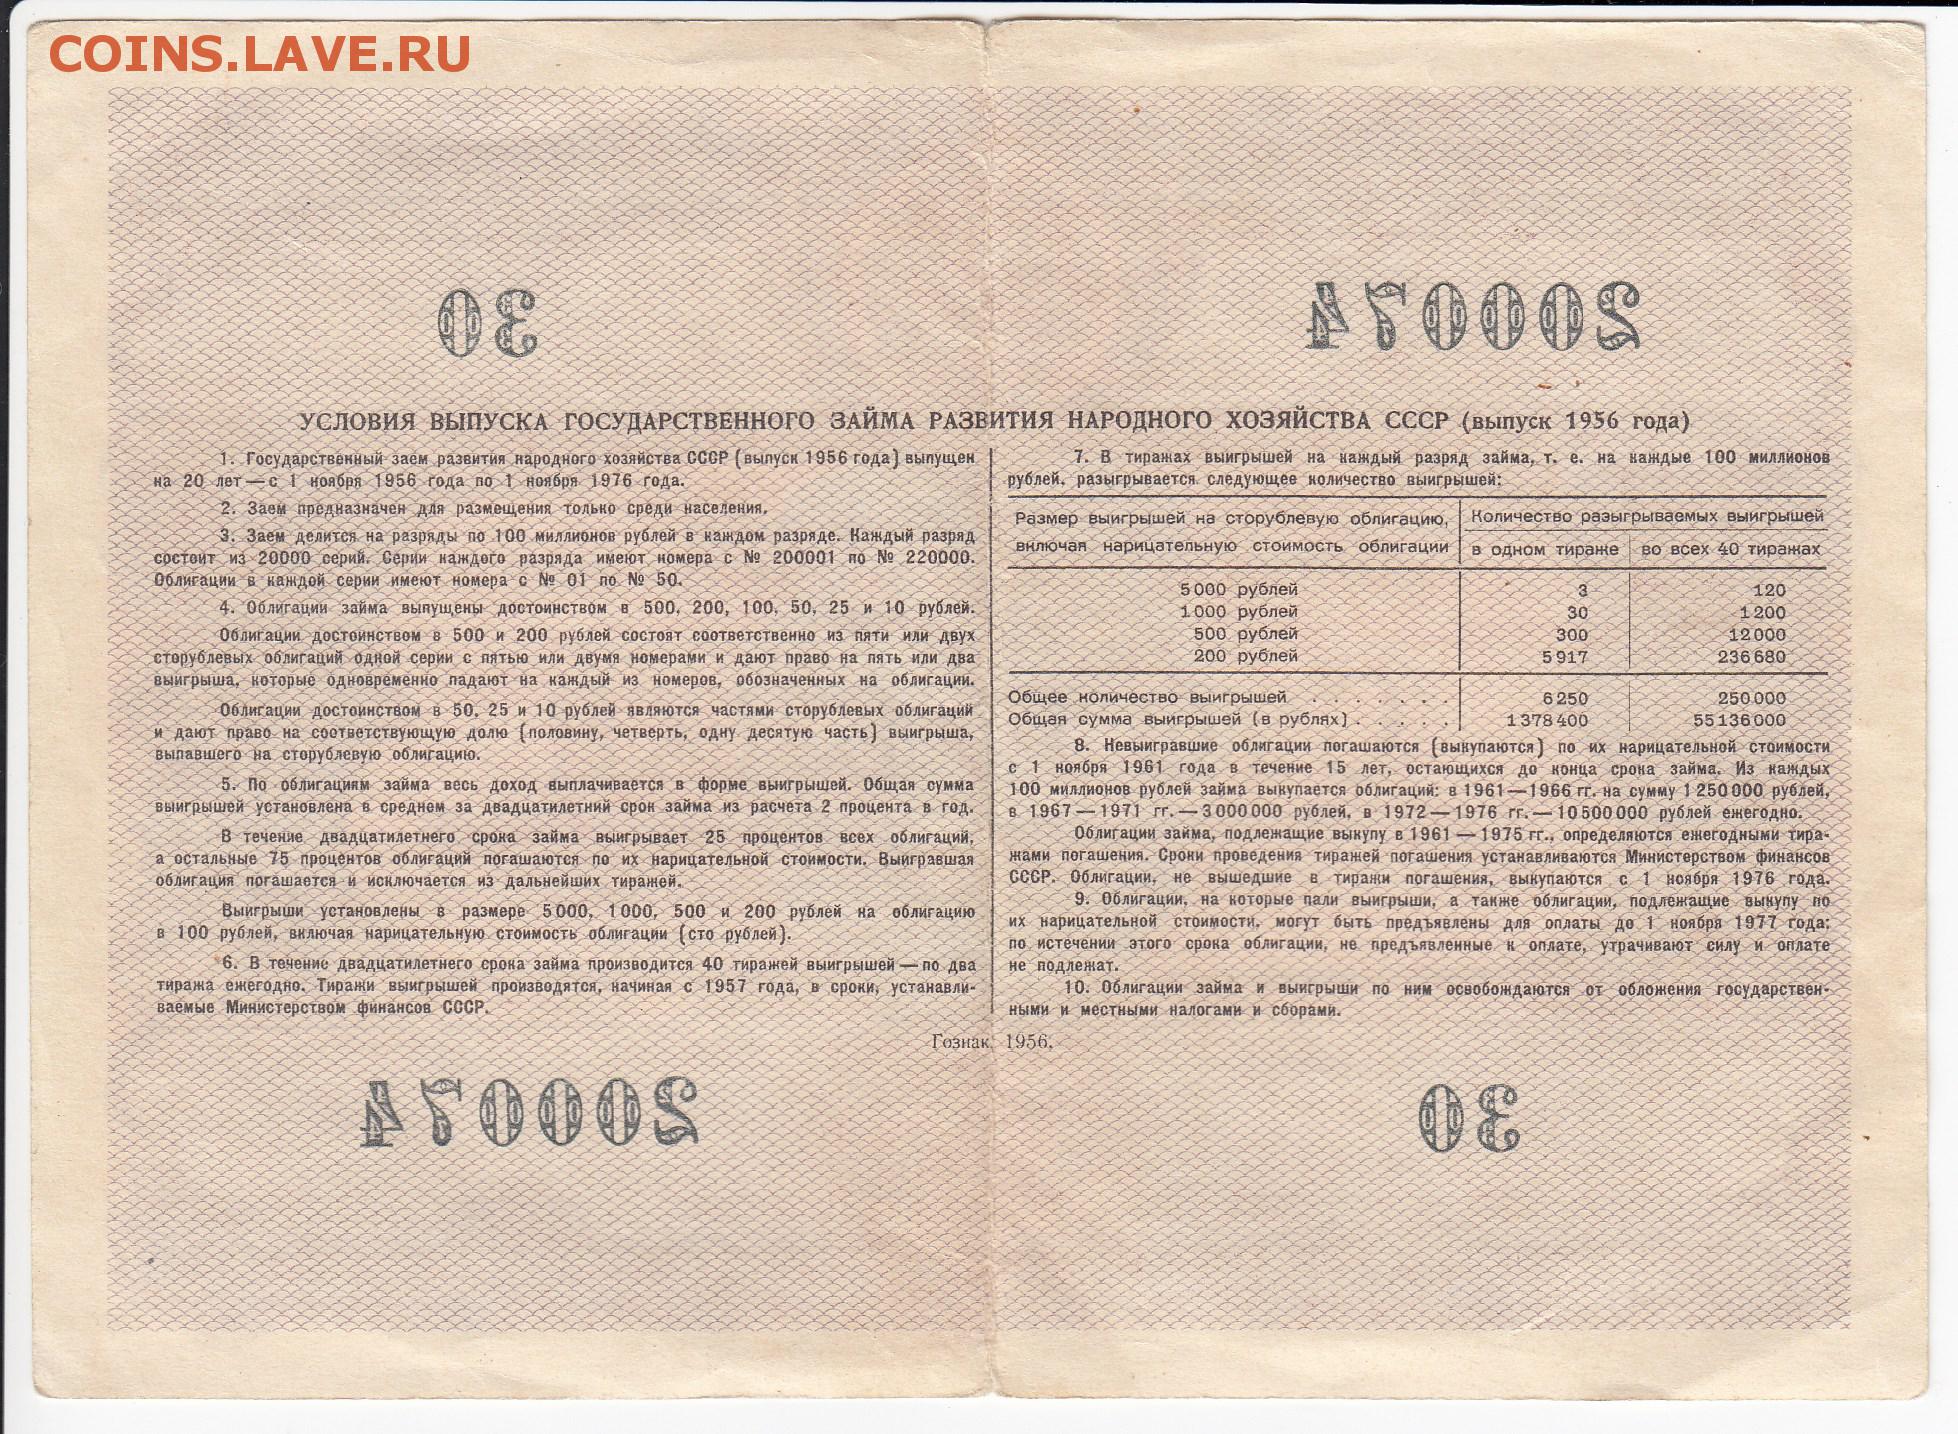 COINS.LAVE.RU
30
200074
УСЛОВИЯ ВЫПУСКА ГОСУДАРСТВЕННОГО ЗАЙМА РАЗВИТИЯ НАРОДНОГО ХОЗЯЙСТВА СССР (выпуск 1956 года)
1. Государственный заем развития народного хозяйства СССР (выпуск 1956 года) выпущен
на 20 лет — с 1 ноября 1956 года по 1 ноября 1976 года.
2. Заем предназначен для размещения только среди населения.
3. Заем делится на разряды по 100 миллионов рублей в каждом разряде. Каждый разряд
состоит из 20000 серий. Серии каждого разряда имеют номера с № 200001 по № 220000.
Облигации в каждой серии имеют номера с № 01 по № 50.
4. Облигации займа выпущены достоинством в 500, 200, 100, 50, 25 и 10 рублей.
Облигации достоинством в 500 и 200 рублей состоят соответственно из пяти или двух
сторублевых облигаций одной серии с пятью или двумя номерами и дают право на пять или два
выигрыша, которые одновременно падают на каждый из номеров, обозначенных на облигации.
Облигации достоинством в 50, 25 и 10 рублей являются частями сторублевых облигаций
и дают право на соответствующую долю (половину, четверть, одну десятую часть) выигрыша,
выпавшего на сторублевую облигацию.
5. По облигациям займа весь доход выплачивается в форме выигрышей. Общая сумма
выигрышей установлена в среднем за двадцатилетний срок займа из расчета 2 процента в год.
В течение двадцатилетнего срока займа выигрывает 25 процентов всех облигаций,
а остальные 75 процентов облигаций погашаются по их нарицательной стоимости. Выигравшая
облигация погашается и исключается из дальнейших тиражей.
Выигрыши установлены в размере 5000, 1000, 500 и 200 рублей на облигацию
в 100 рублей, включая нарицательную стоимость облигации (сто рублей).
6. В течение двадцатилетнего срока займа производится 40 тиражей выигрышей — по два
тиража ежегодно. Тиражи выигрышей производятся, начиная с 1957 года, в сроки, устанавли-
ваемые Министерством финансов СССР.
7. В тиражах выигрышей на каждый разряд займа, т. е. на каждые 100 миллионов
рублей, разыгрывается следующее количество выигрышей:
Размер выигрышей на сторублевую облигацию, Количество разыгрываемых выигрышей
включая нарицательную стоимость облигации в одном тираже во всех 40 тиражах
5000 рублей 3 120
1000 рублей 30 1200
500 рублей 300 12000
200 рублей 5917 236680
Общее количество выигрышей . . . . . . . 6250 250000
Общая сумма выигрышей (в рублях) . . . . . 1378400 55136000
8. Невыигравшие облигации погашаются (выкупаются) по их нарицательной стоимости
с 1 ноября 1961 года в течение 15 лет, остающихся до конца срока займа. Из каждых
100 миллионов рублей займа выкупается облигаций: в 1961—1966 гг. на сумму 1250000 рублей,
в 1967—1971 гг.—3000000 рублей, в 1972—1976 гг.—10500000 рублей ежегодно.
Облигации займа, подлежащие выкупу в 1961—1975 гг., определяются ежегодными тира-
жами погашения. Сроки проведения тиражей погашения устанавливаются Министерством финансов
СССР. Облигации, не вышедшие в тиражи погашения, выкупаются с 1 ноября 1976 года.
9. Облигации, на которые пали выигрыши, а также облигации, подлежащие выкупу по
их нарицательной стоимости, могут быть предъявлены для оплаты до 1 ноября 1977 года;
по истечении этого срока облигации, не предъявленные к оплате, утрачивают силу и оплате
не подлежат.
10. Облигации займа и выигрыши по ним освобождаются от обложения государствен-
ными и местными налогами и сборами.
Гознак. 1956.
200074
30